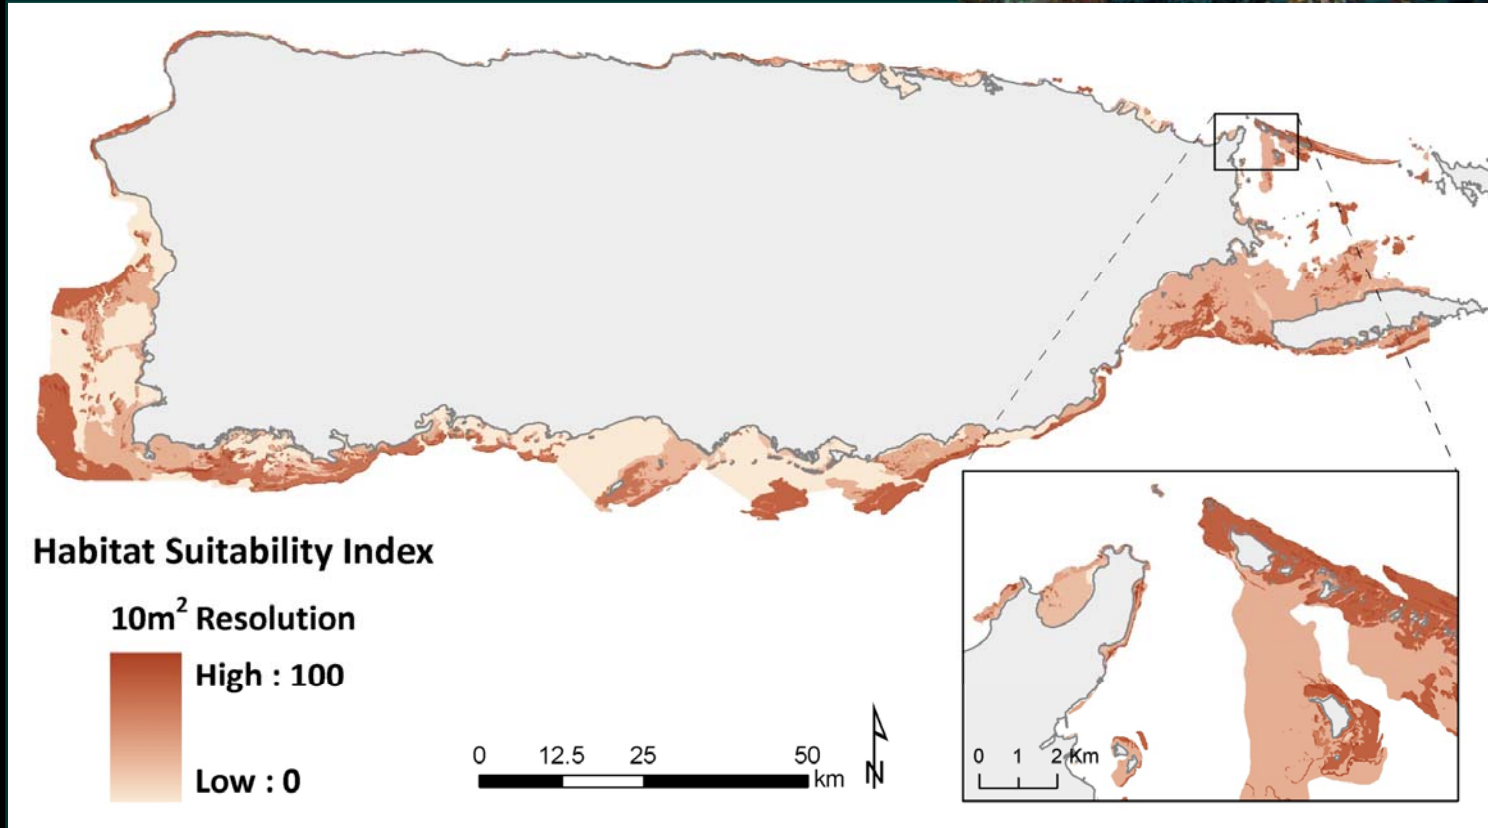 Habitat Suitability Index
10m² Resolution
High : 100
Low : 0
0 12.5 25 50
km
N
0 1 2 Km